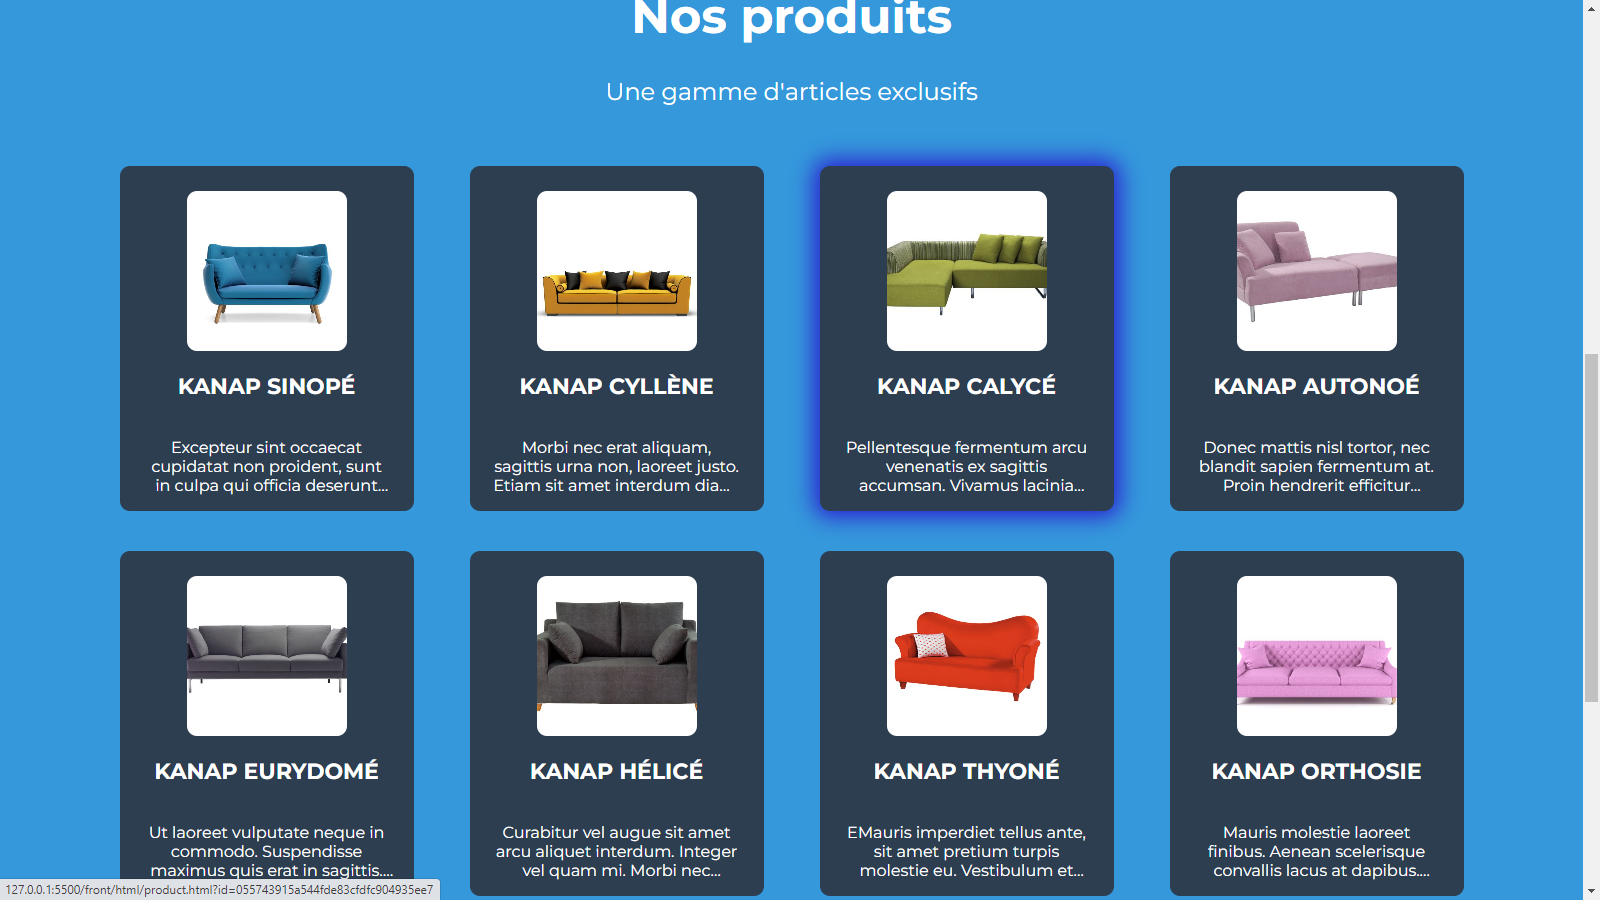 Nos produits
Une gamme d'articles exclusifs
KANAP SINOPÉ
Excepteur sint occaecat
cupidatat non proident, sunt
in culpa qui officia deserunt...
KANAP CYLLÈNE
Morbi nec erat aliquam,
sagittis urna non, laoreet justo.
Etiam sit amet interdum dia...
KANAP CALYCÉ
Pellentesque fermentum arcu
venenatis ex sagittis
accumsan. Vivamus lacinia...
KANAP AUTONOÉ
Donec mattis nisl tortor, nec
blandit sapien fermentum at.
Proin hendrerit efficitur...
KANAP EURYDOMÉ
Ut laoreet vulputate neque in
commodo. Suspendisse
maximus quis erat in sagittis....
KANAP HÉLICÉ
Curabitur vel augue sit amet
arcu aliquet interdum. Integer
vel quam mi. Morbi nec...
KANAP THYONÉ
EMauris imperdiet tellus ante,
sit amet pretium turpis
molestie eu. Vestibulum et...
KANAP ORTHOSIE
Mauris molestie laoreet
finibus. Aenean scelerisque
convallis lacus at dapibus....
127.0.0.1:5500/front/html/product.html?id=055743915a544fde83cfdfc904935ee7